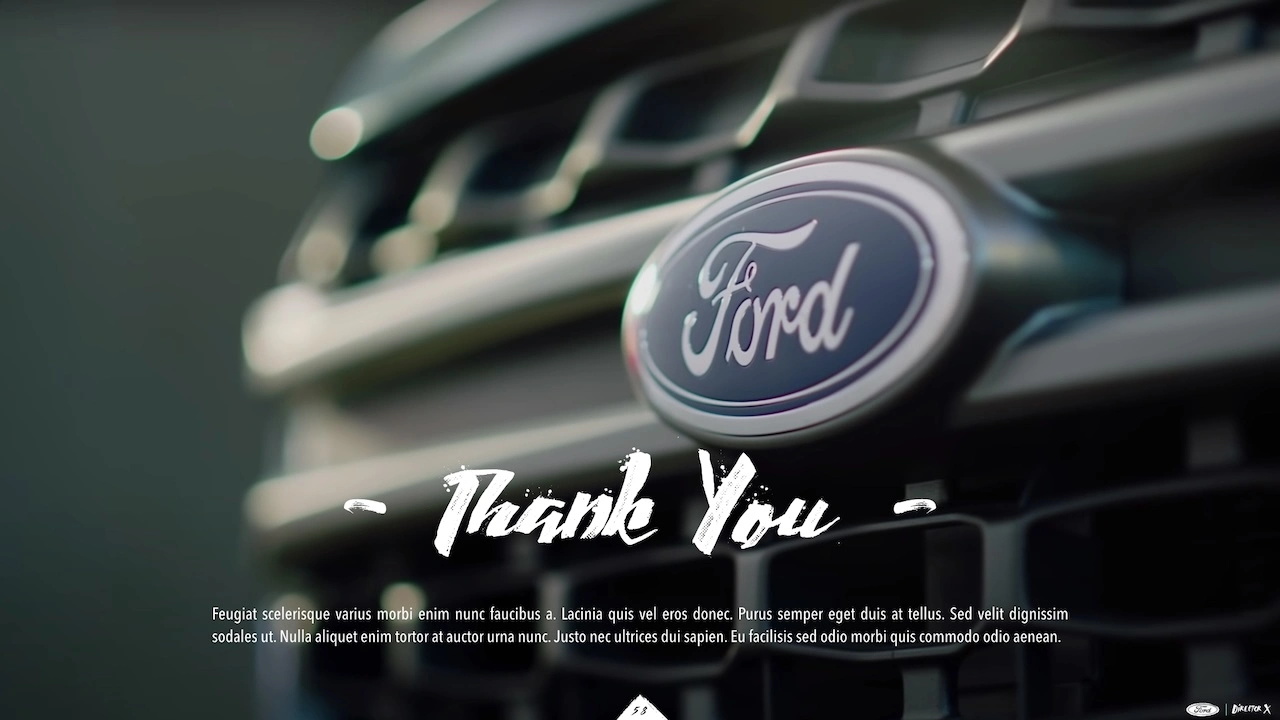 Ford
Thank You
Feugiat scelerisque varius morbi enim nunc faucibus a. Lacinia quis vel eros donec. Purus semper eget duis at tellus. Sed velit dignissim
sodales ut. Nulla aliquet enim tortor at auctor urna nunc. Justo nec ultrices dui sapien. Eu facilisis sed odio morbi quis commodo odio aenean.
58
Ford | Director X